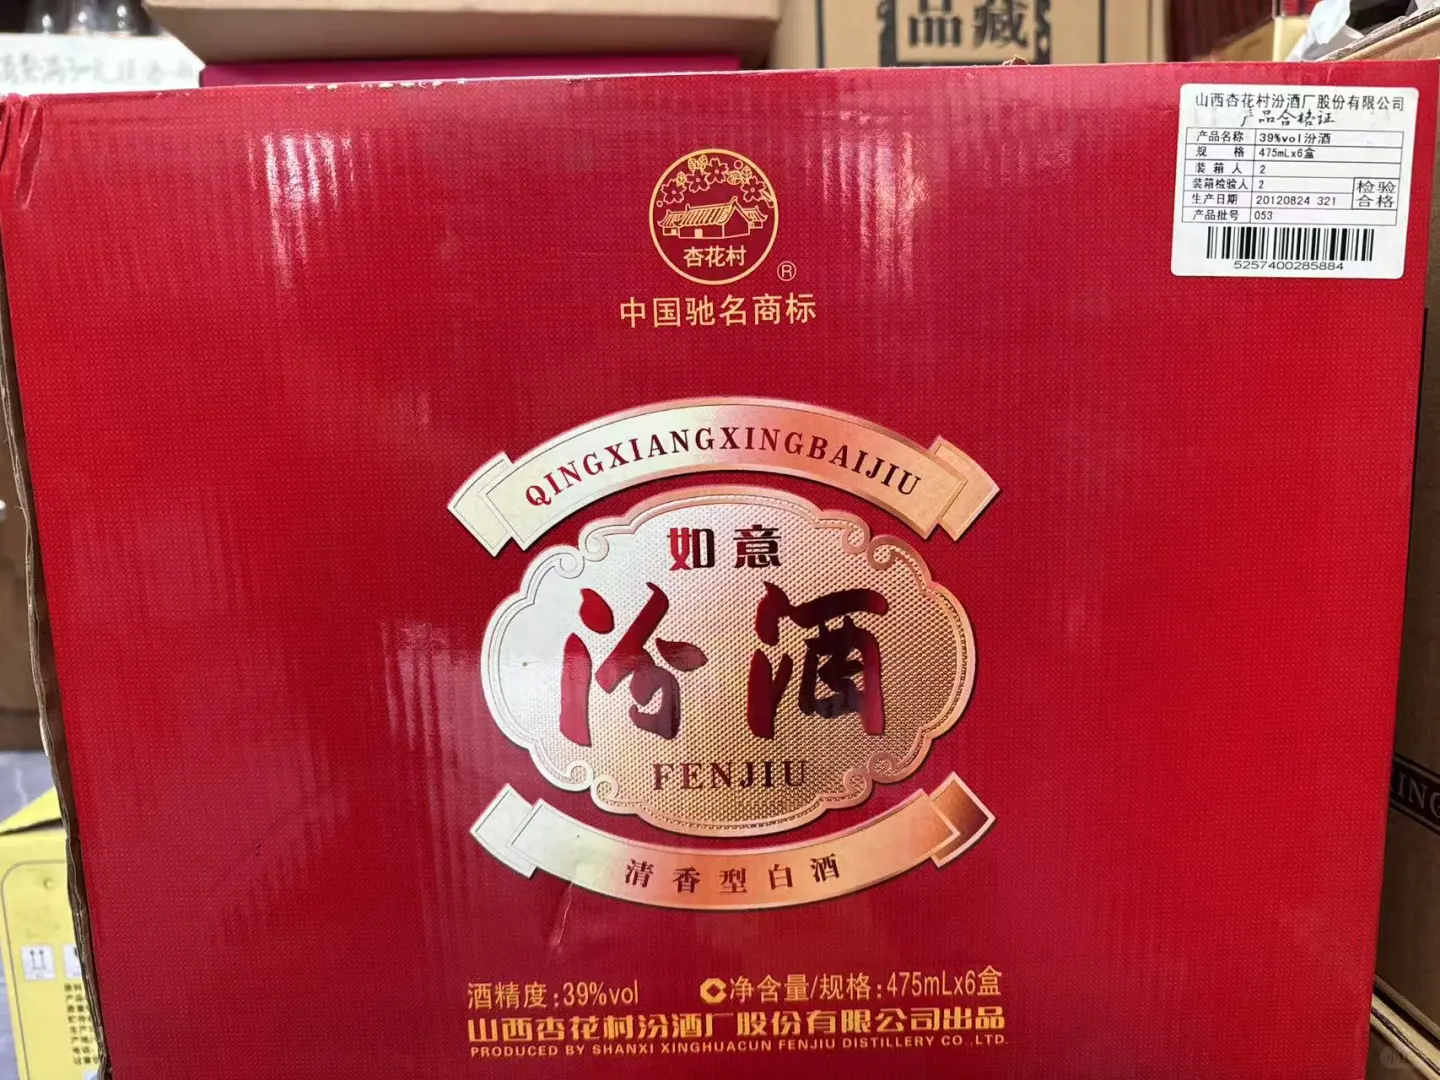 品藏
山西杏花村汾酒厂股份有限公司
产品合格证
产品名称 39%vol汾酒
规 格 475mLx6盒
装箱人 2
装箱检验人 2
检验
合格
生产日期 20120824 321
产品批号 053
5257400285884
杏花村
®
中国驰名商标
QINGXIANGXINGBAIJIU
如意
汾酒
FENJIU
清香型白酒
酒精度:39%vol 净含量/规格:475mLx6盒
山西杏花村汾酒厂股份有限公司出品
PRODUCED BY SHANXI XINGHUACUN FENJIU DISTILLERY CO.,LTD.